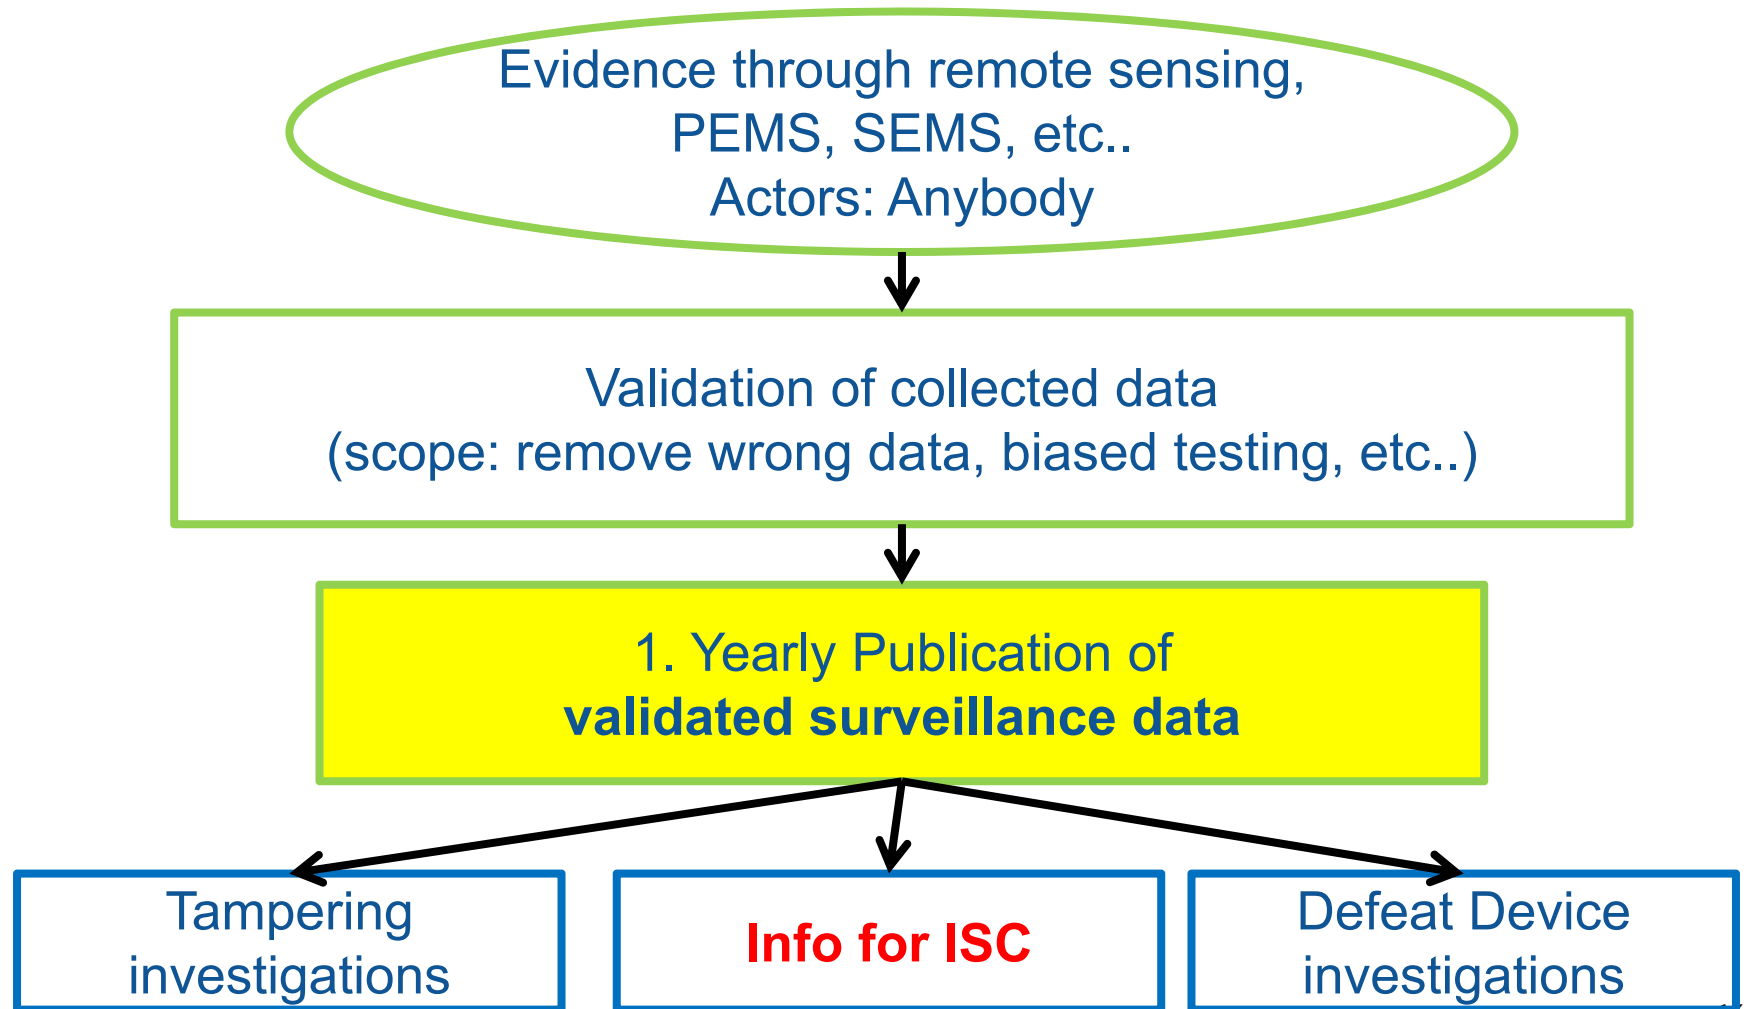 Evidence through remote sensing,
PEMS, SEMS, etc..
Actors: Anybody
Validation of collected data
(scope: remove wrong data, biased testing, etc..)
1. Yearly Publication of
validated surveillance data
Tampering
investigations
Info for ISC
Defeat Device
investigations